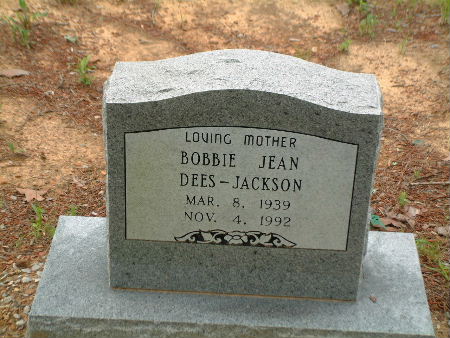 LOVING MOTHER
BOBBIE JEAN
DEES-JACKSON
MAR. 8, 1939
NOV. 4, 1992